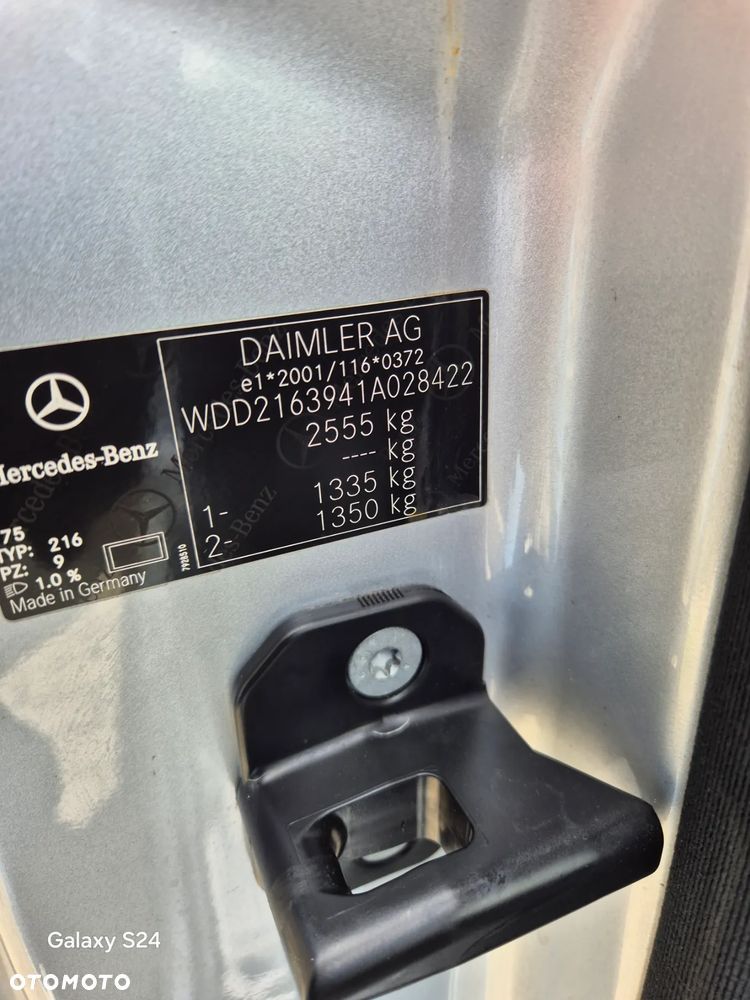 DAIMLER AG
e1*2001/116*0372
WDD2163941A028422
2555 kg
---- kg
1- 1335 kg
2- 1350 kg
Mercedes-Benz
75
TYP: 216
PZ: 9
1.0 %
Made in Germany
7928510
Galaxy S24
OTOMOTO